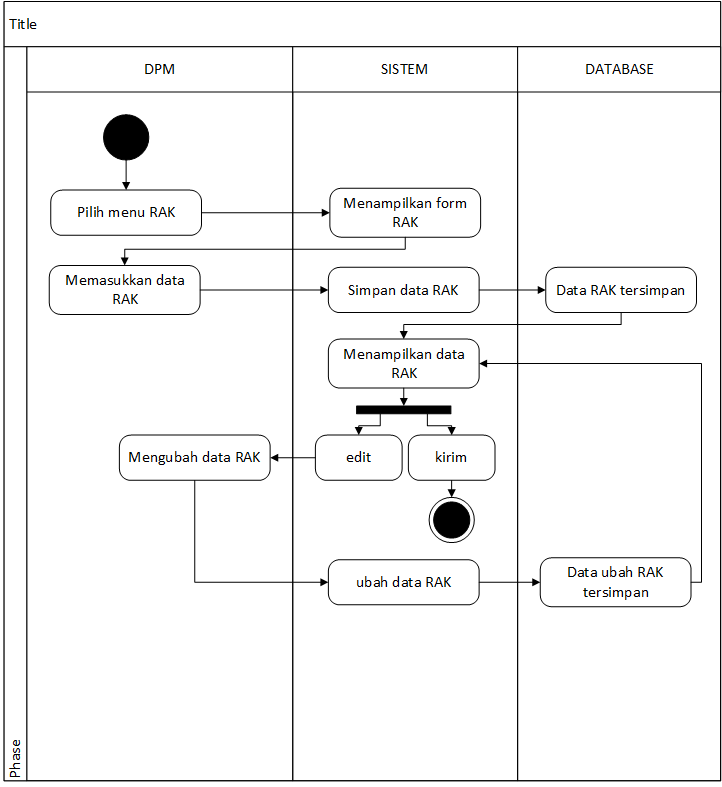 Title
DPM
SISTEM
DATABASE
Pilih menu RAK
Menampilkan form
RAK
Memasukkan data
RAK
Simpan data RAK
Data RAK tersimpan
Menampilkan data
RAK
Mengubah data RAK
edit
kirim
ubah data RAK
Data ubah RAK
tersimpan
Phase